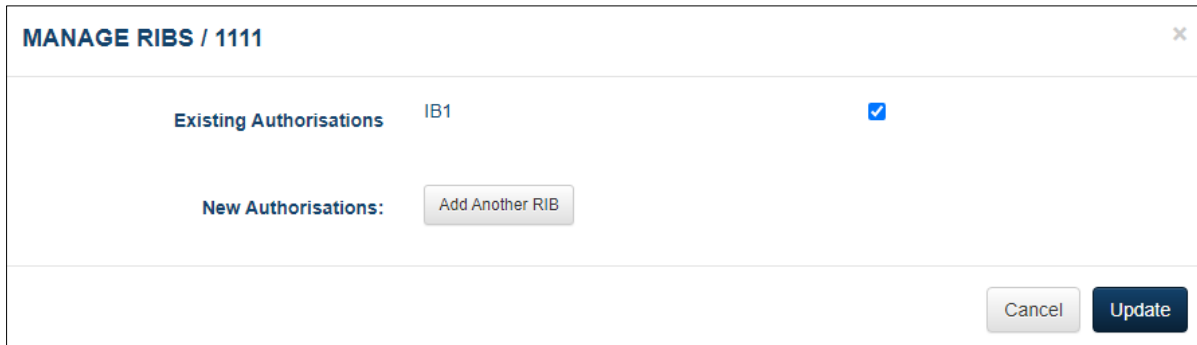 MANAGE RIBS / 1111
×
Existing Authorisations IB1
New Authorisations: Add Another RIB
Cancel Update